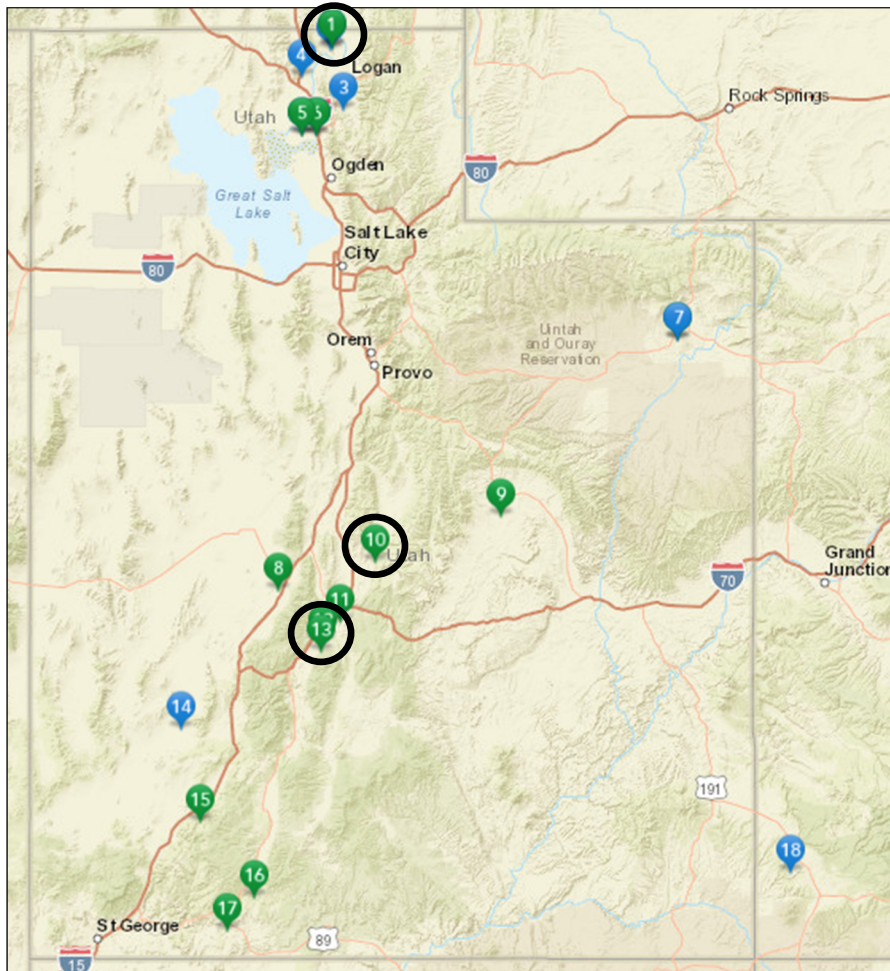 1
4
Logan
3
Rock Springs
Utah
5
6
Ogden
80
Great Salt
Lake
Salt Lake
City
80
7
Orem
Uintah
and Ouray
Reservation
Provo
9
10
Utah
8
Grand
Junction
70
11
13
14
191
15
18
16
17
St George
89
15